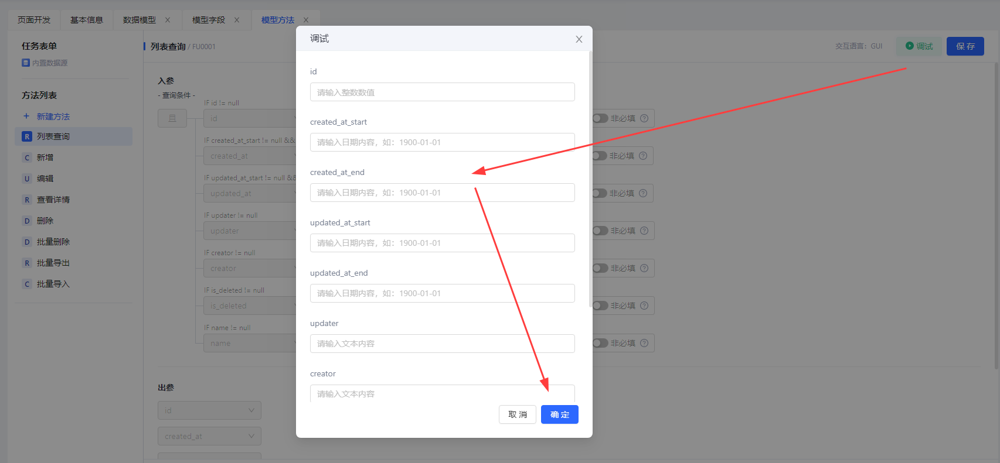 页面开发
基本信息
数据模型
模型字段
模型方法
任务表单
内置数据源
方法列表
新建方法
R 列表查询
C 新增
U 编辑
R 查看详情
D 删除
D 批量删除
R 批量导出
C 批量导入
列表查询 / FU0001
交互语言：GUI
调试
保 存
入参
- 查询条件 -
且
IF id != null
id
非必填
IF created_at_start != null &&
created_at
非必填
IF updated_at_start != null &&
updated_at
非必填
IF updater != null
updater
非必填
IF creator != null
creator
非必填
IF is_deleted != null
is_deleted
非必填
IF name != null
name
非必填
出参
id
created_at
调试
id
请输入整数数值
created_at_start
请输入日期内容，如：1900-01-01
created_at_end
请输入日期内容，如：1900-01-01
updated_at_start
请输入日期内容，如：1900-01-01
updated_at_end
请输入日期内容，如：1900-01-01
updater
请输入文本内容
creator
请输入文本内容
取 消
确 定